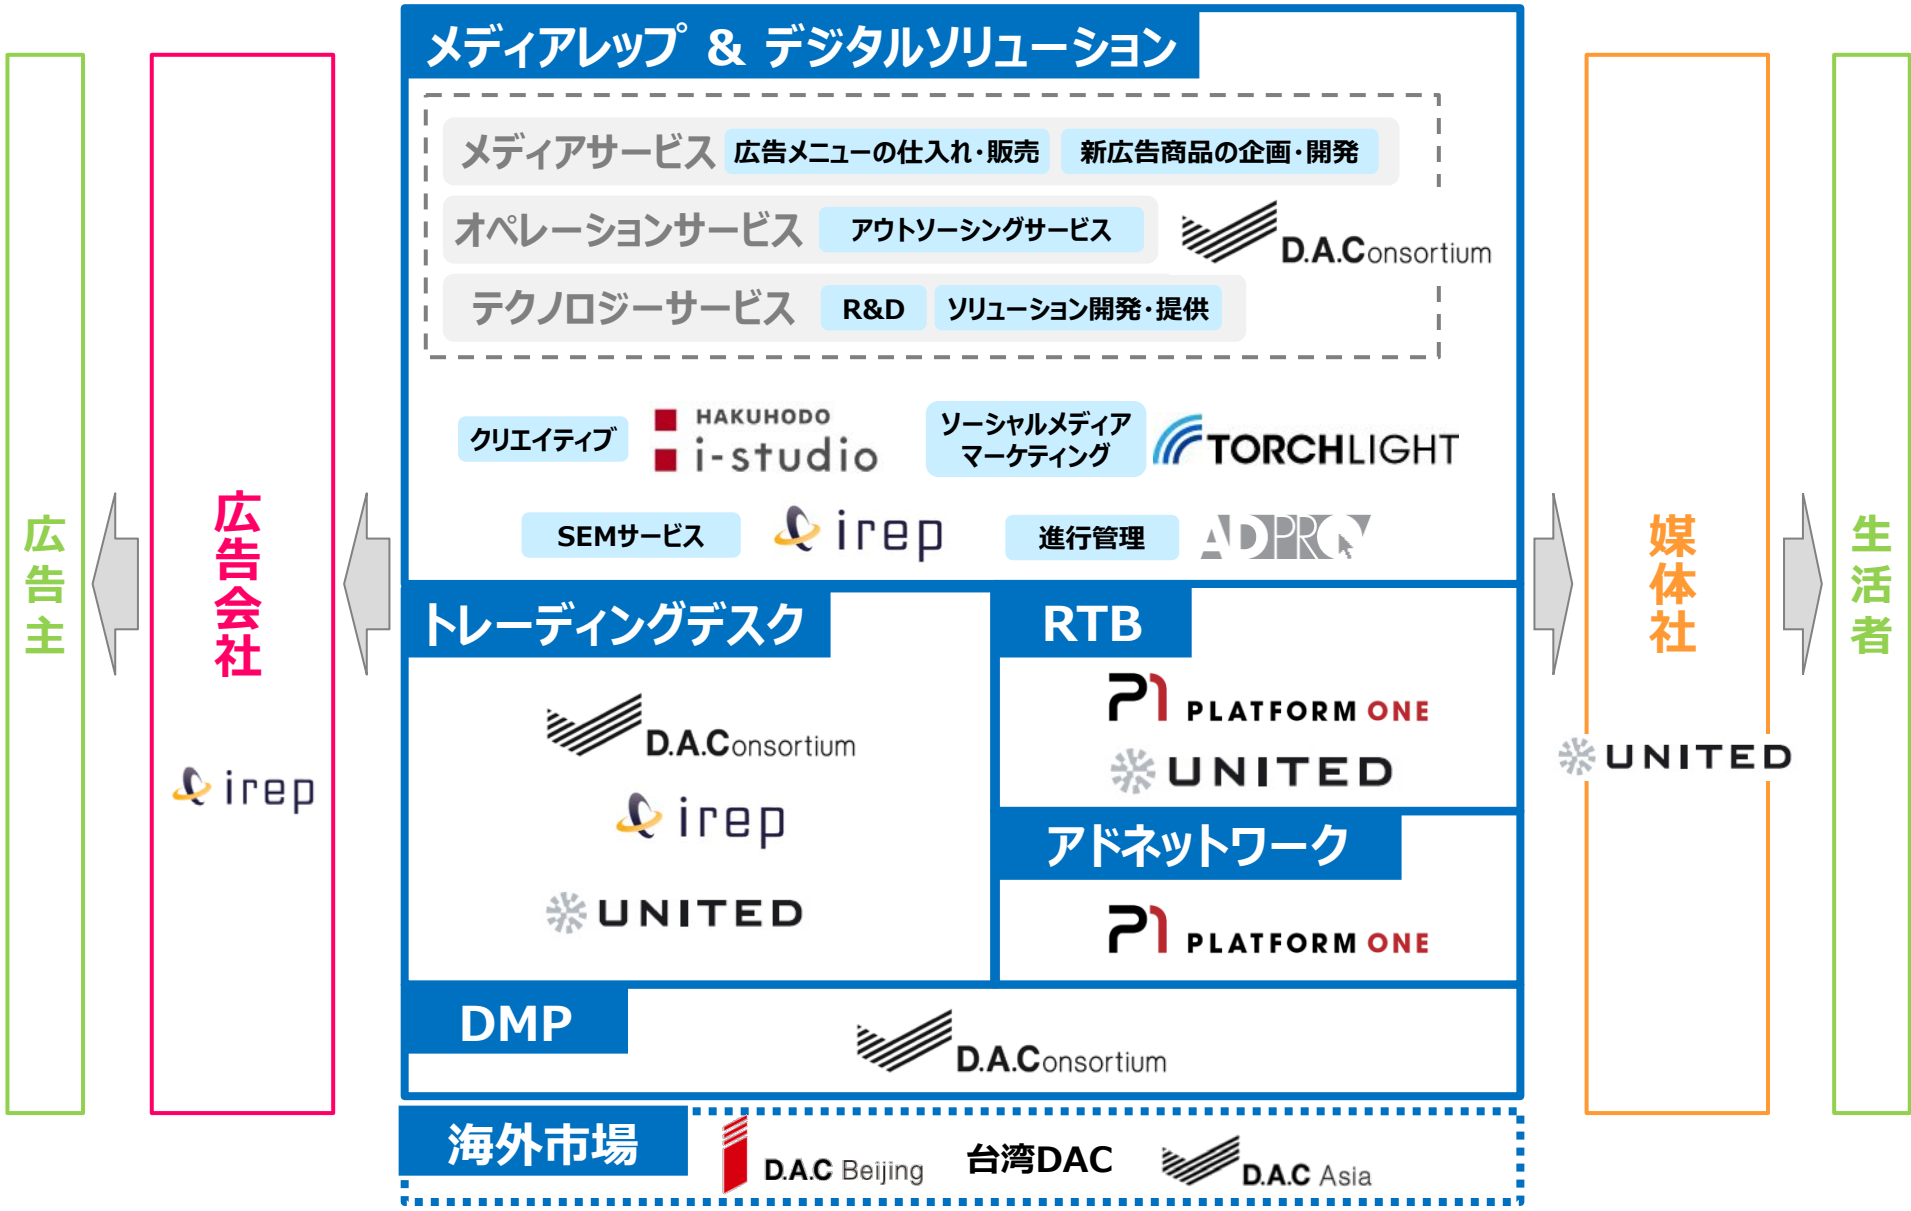 メディアレップ & デジタルソリューション
メディアサービス 広告メニューの仕入れ・販売 新広告商品の企画・開発
オペレーションサービス アウトソーシングサービス
D.A.Consortium
テクノロジーサービス R&D ソリューション開発・提供
クリエイティブ
HAKUHODO
i-studio
ソーシャルメディア
マーケティング
TORCHLIGHT
SEMサービス
irep
進行管理
ADPRO
広告主
広告会社
irep
トレーディングデスク
D.A.Consortium
irep
UNITED
RTB
P1 PLATFORM ONE
UNITED
アドネットワーク
P1 PLATFORM ONE
DMP
D.A.Consortium
海外市場
D.A.C Beijing
台湾DAC
D.A.C Asia
媒体社
UNITED
生活者